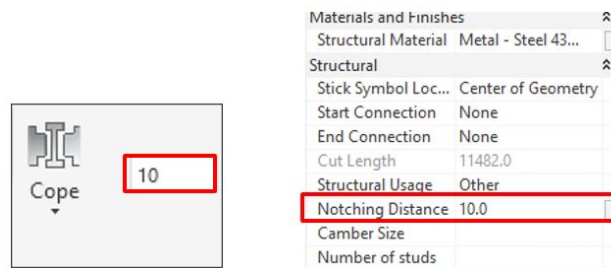 Cope
10
Materials and Finishes
Structural Material Metal - Steel 43...
Structural
Stick Symbol Loc... Center of Geometry
Start Connection None
End Connection None
Cut Length 11482.0
Structural Usage Other
Notching Distance 10.0
Camber Size
Number of studs